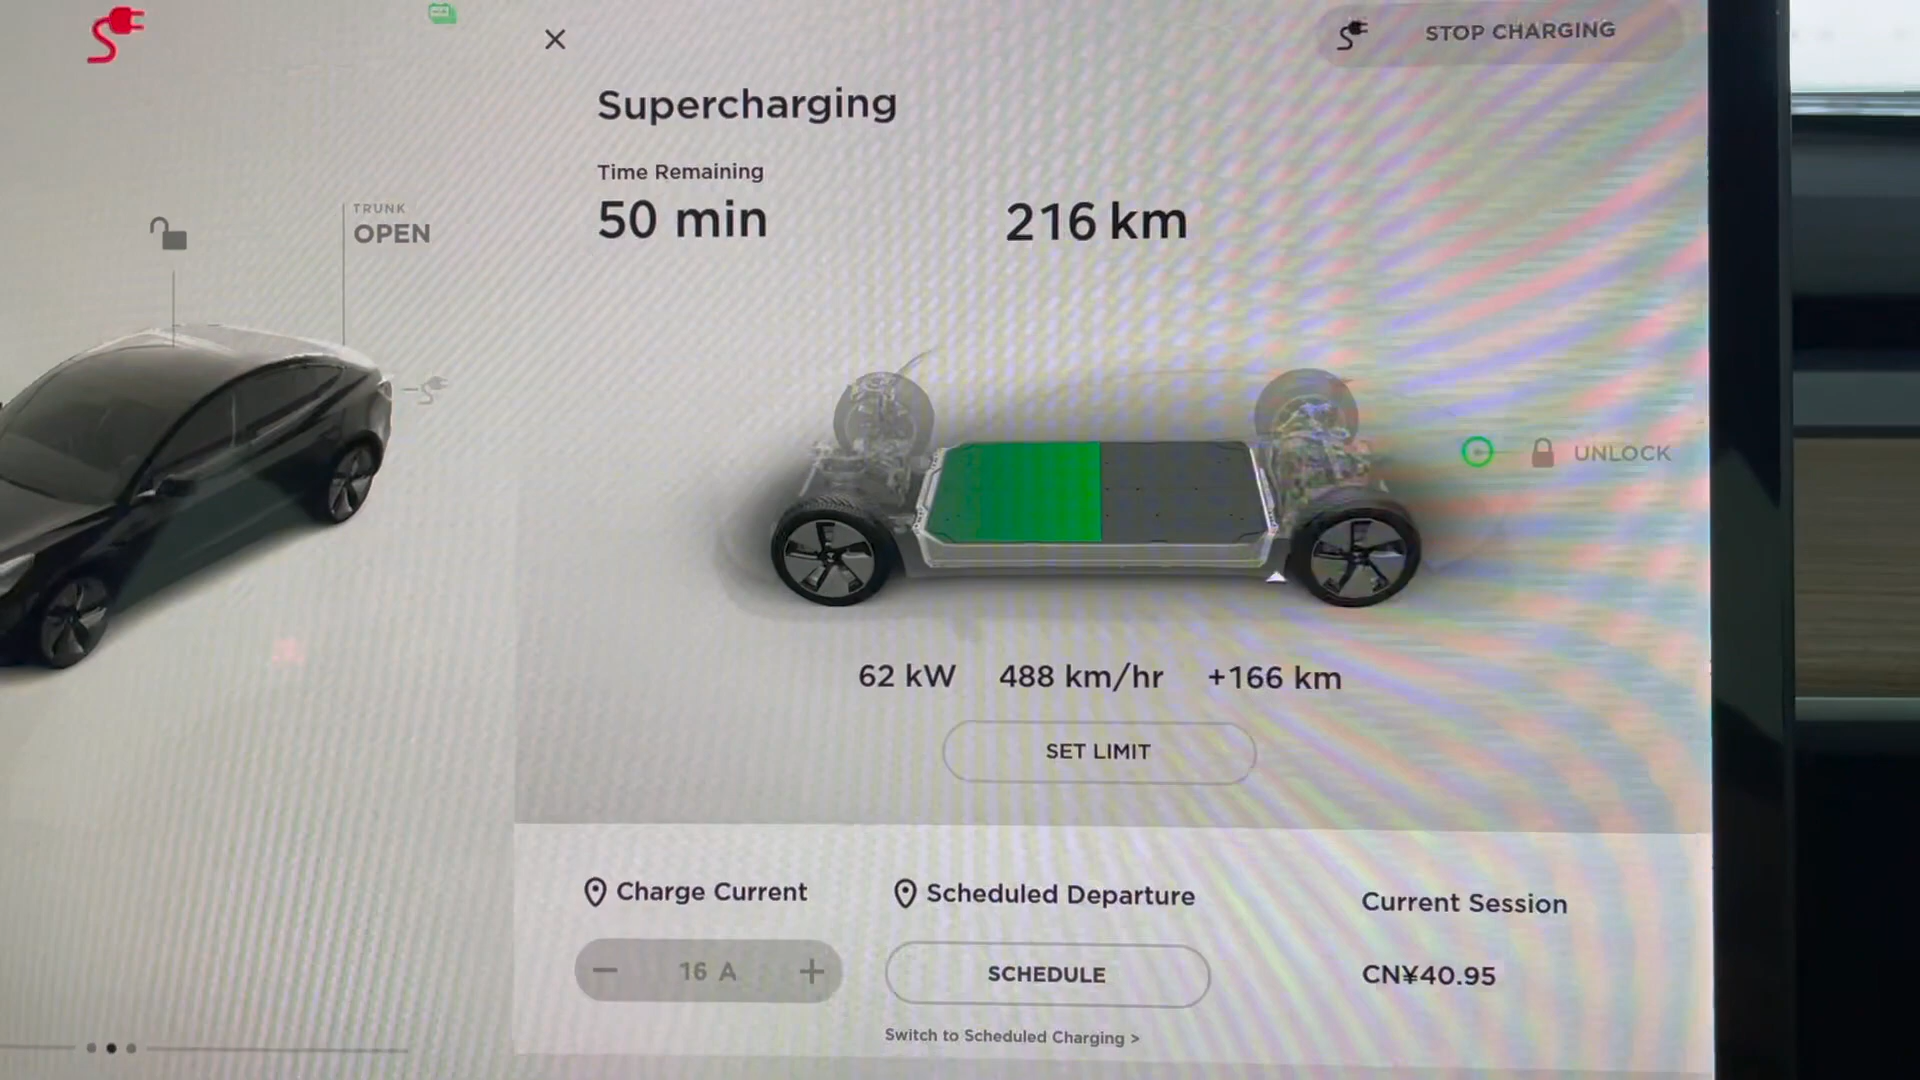 STOP CHARGING
Supercharging
Time Remaining
50 min
216 km
TRUNK
OPEN
UNLOCK
62 kW 488 km/hr +166 km
SET LIMIT
Charge Current
Scheduled Departure
Current Session
− 16 A +
SCHEDULE
CN¥40.95
Switch to Scheduled Charging >